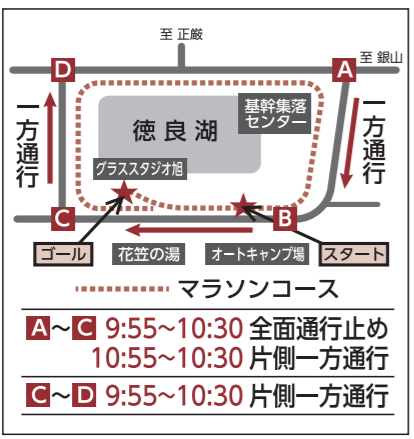 至 正厳
D
A
至 銀山
一方通行
一方通行
基幹集落
センター
徳良湖
グラススタジオ旭
C
B
ゴール
花笠の湯
オートキャンプ場
スタート
マラソンコース
A～C 9:55～10:30 全面通行止め
10:55～10:30 片側一方通行
C～D 9:55～10:30 片側一方通行